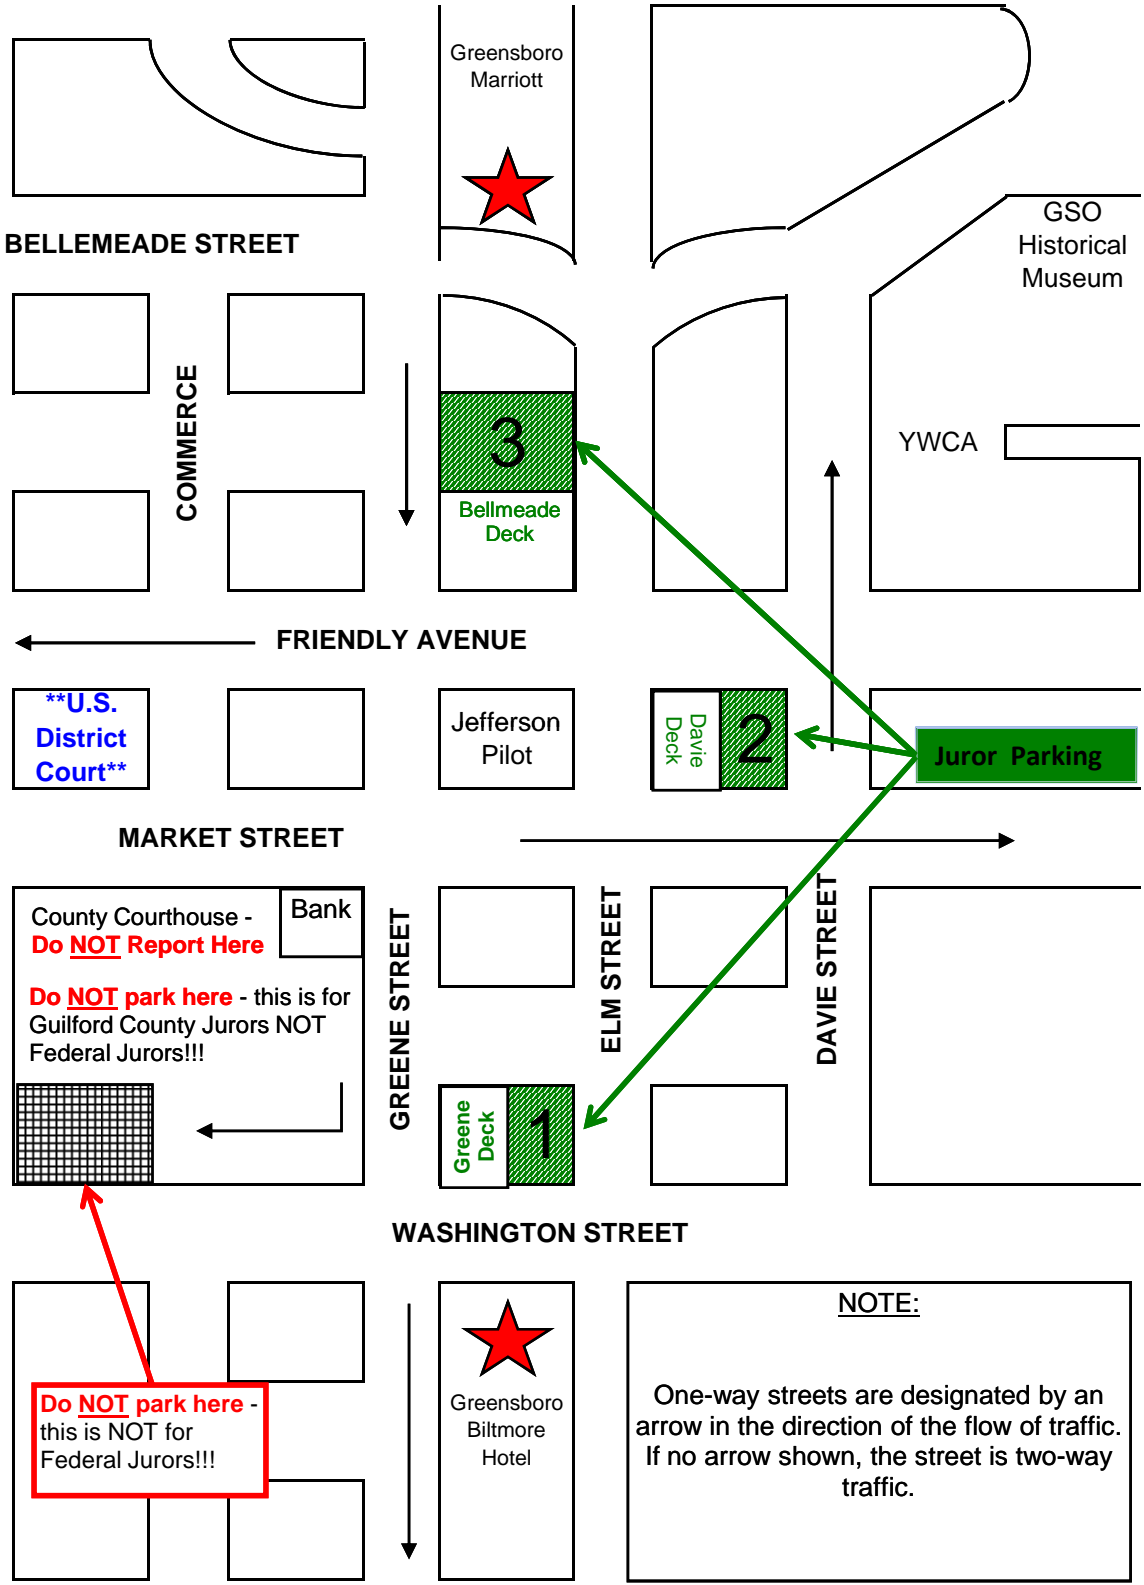 Greensboro
Marriott
GSO
Historical
Museum
BELLEMEADE STREET
COMMERCE
3
YWCA
Bellmeade
Deck
FRIENDLY AVENUE
**U.S.
District
Court**
Jefferson
Pilot
Davie
Deck
2
Juror Parking
MARKET STREET
County Courthouse -
Do NOT Report Here
Bank
Do NOT park here - this is for
Guilford County Jurors NOT
Federal Jurors!!!
GREENE STREET
ELM STREET
DAVIE STREET
Greene
Deck
1
WASHINGTON STREET
Do NOT park here -
this is NOT for
Federal Jurors!!!
Greensboro
Biltmore
Hotel
NOTE:
One-way streets are designated by an
arrow in the direction of the flow of traffic.
If no arrow shown, the street is two-way
traffic.